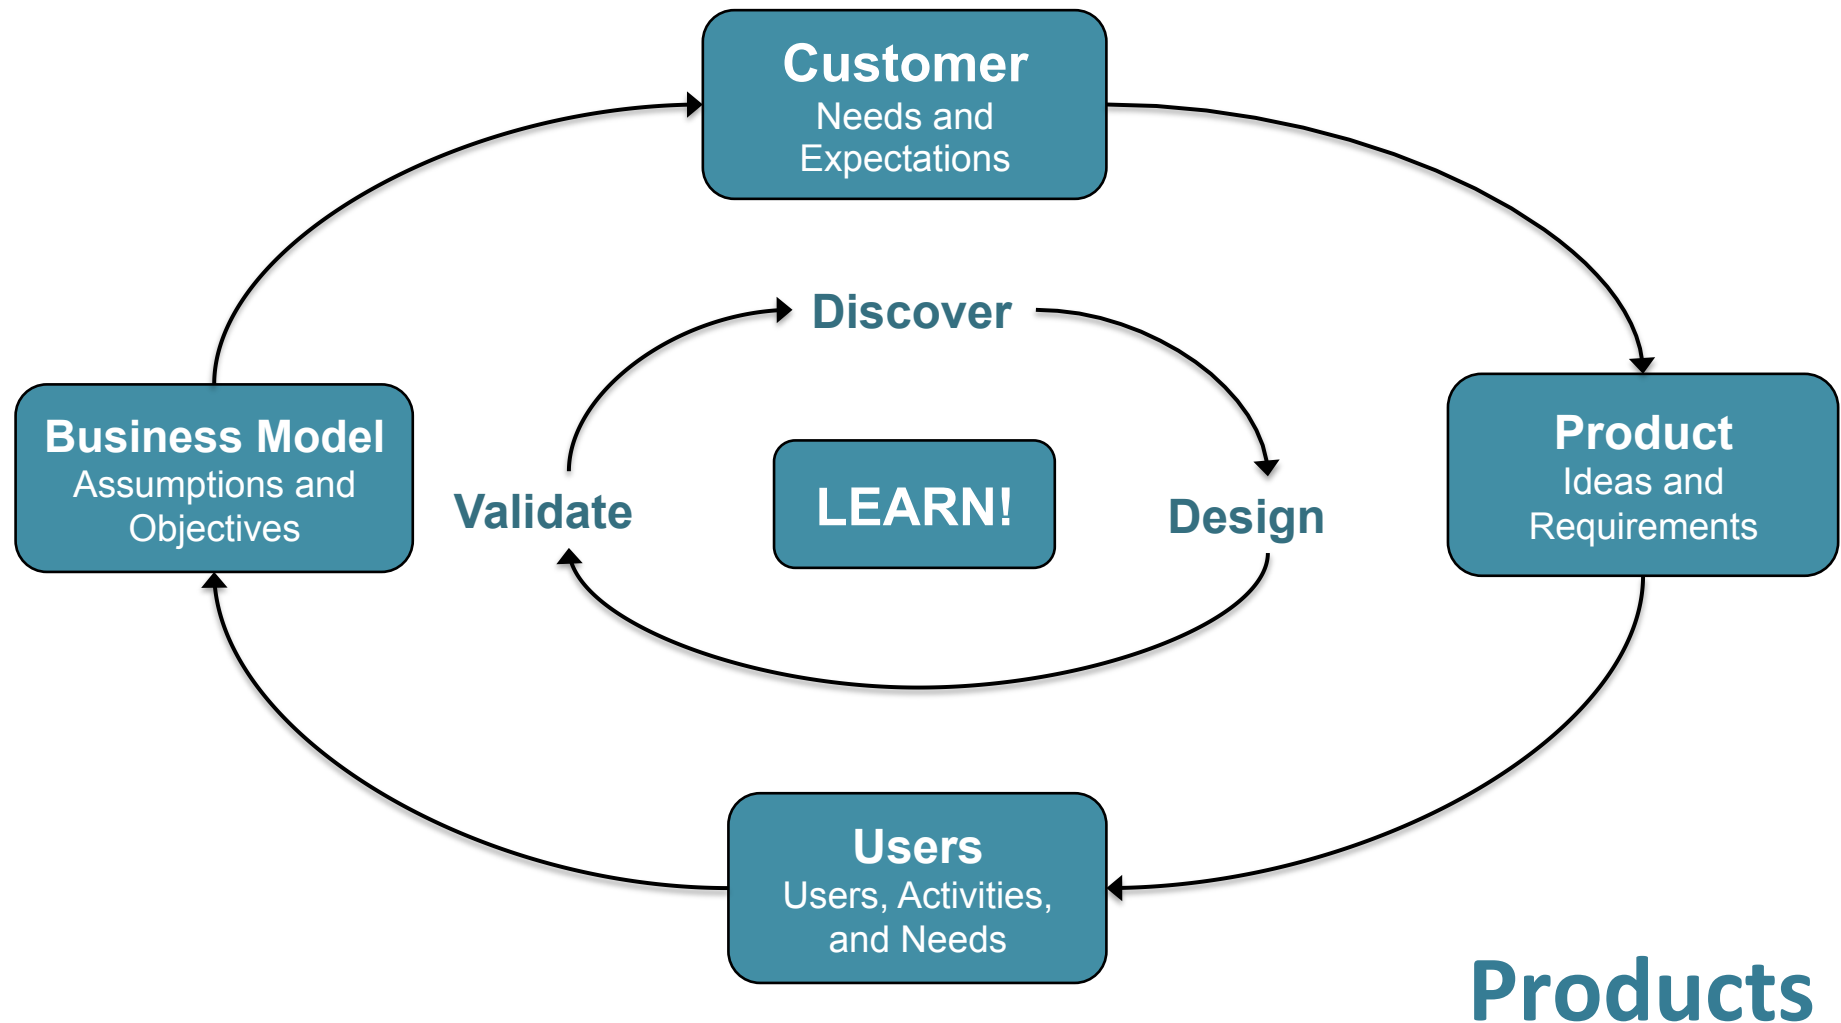 Customer
Needs and
Expectations
Discover
Business Model
Assumptions and
Objectives
Validate
LEARN!
Design
Product
Ideas and
Requirements
Users
Users, Activities,
and Needs
Products